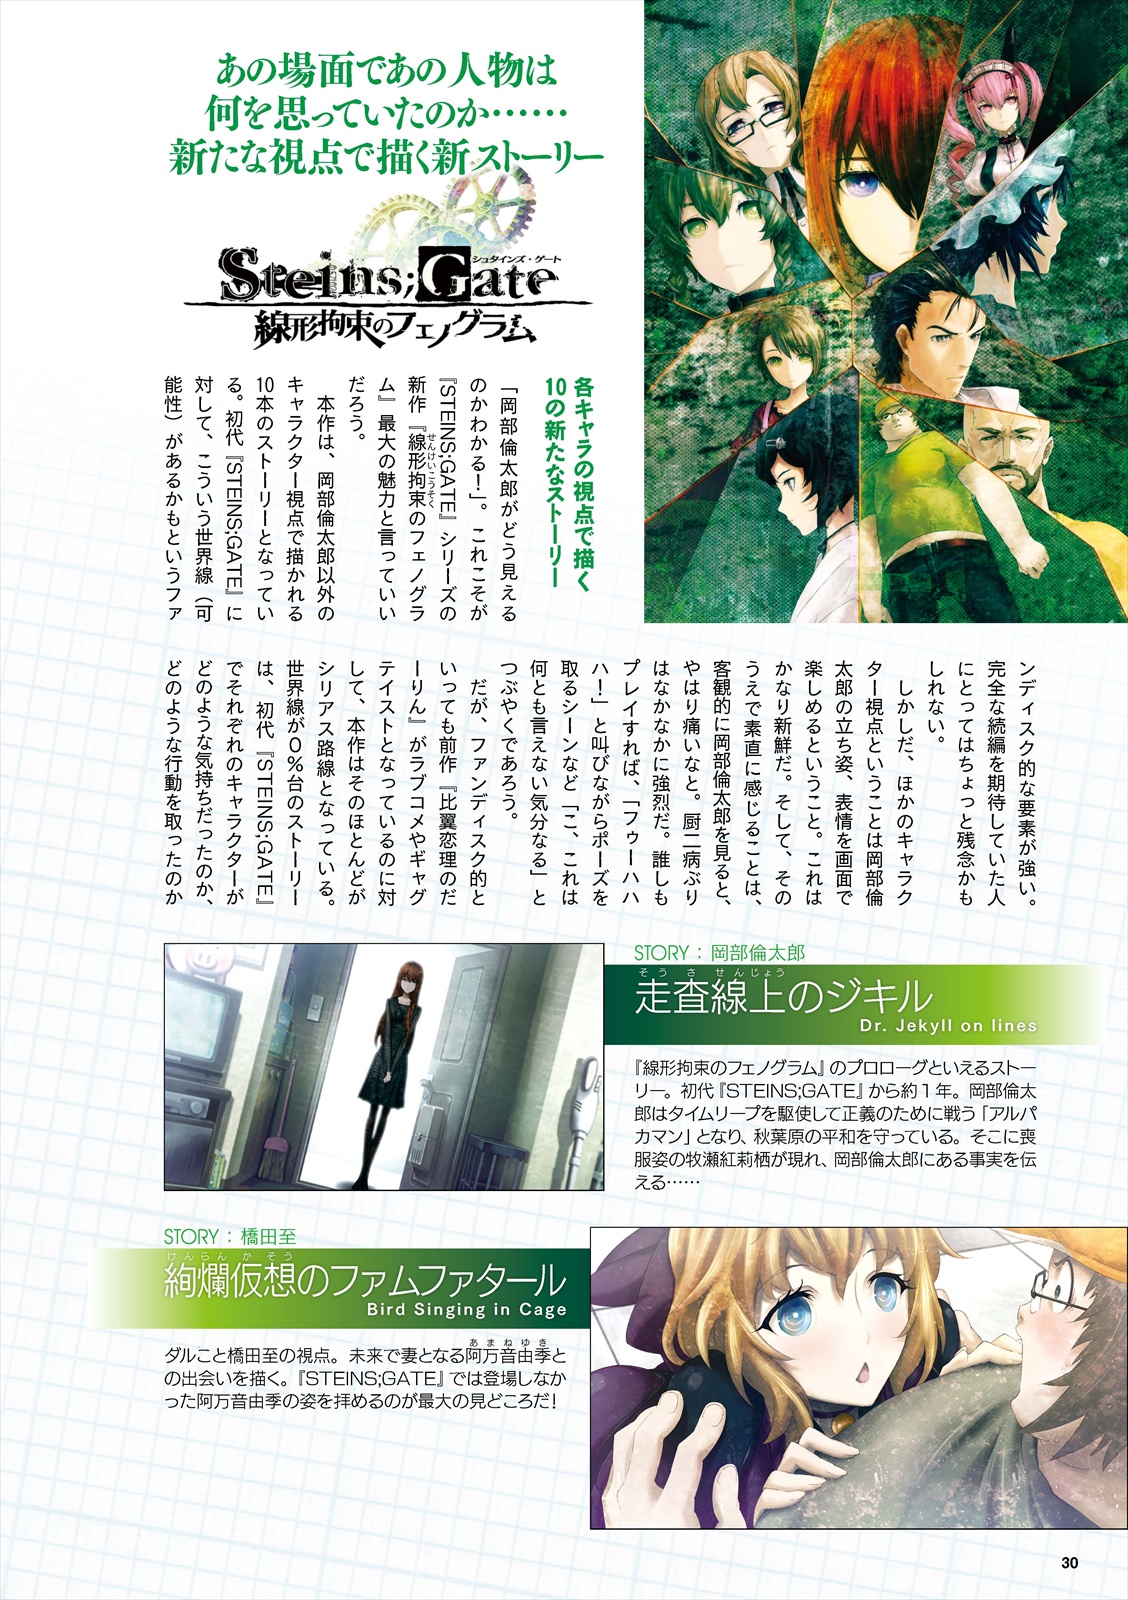 あの場面であの人物は
何を思っていたのか……
新たな視点で描く新ストーリー
Steins;Gate
シュタインズ・ゲート
線形拘束のフェノグラム
各キャラの視点で描く
10の新たなストーリー
「岡部倫太郎がどう見える
のかわかる！」。これこそが
『STEINS;GATE』シリーズの
新作『線形拘束のフェノグラ
せんけいこうそく
ム』最大の魅力と言っていい
だろう。
本作は、岡部倫太郎以外の
キャラクター視点で描かれる
10本のストーリーとなってい
る。初代『STEINS;GATE』に
対して、こういう世界線（可
能性）があるかもというファ
ンディスク的な要素が強い。
完全な続編を期待していた人
にとってはちょっと残念かも
しれない。
しかしだ、ほかのキャラク
ター視点ということは岡部倫
太郎の立ち姿、表情を画面で
楽しめるということ。これは
かなり新鮮だ。そして、その
うえで素直に感じることは、
客観的に岡部倫太郎を見ると、
やはり痛いなと。厨二病ぶり
はなかなかに強烈だ。誰しも
プレイすれば、「フゥーハハ
ハ！」と叫びながらポーズを
取るシーンなど「こ、これは
何とも言えない気分なる」と
つぶやくであろう。
だが、ファンディスク的と
いっても前作『比翼恋理のだ
ーりん』がラブコメやギャグ
テイストとなっているのに対
して、本作はそのほとんどが
シリアス路線となっている。
世界線が0％台のストーリー
は、初代『STEINS;GATE』
でそれぞれのキャラクターが
どのような気持ちだったのか、
どのような行動を取ったのか
STORY：岡部倫太郎
そうさせんじょう
走査線上のジキル
Dr. Jekyll on lines
『線形拘束のフェノグラム』のプロローグといえるストー
リー。初代『STEINS;GATE』から約1年。岡部倫太
郎はタイムリープを駆使して正義のために戦う「アルパ
カマン」となり、秋葉原の平和を守っている。そこに喪
服姿の牧瀬紅莉栖が現れ、岡部倫太郎にある事実を伝
える……
STORY：橋田至
けんらんかそう
絢爛仮想のファムファタール
Bird Singing in Cage
あまねゆき
ダルこと橋田至の視点。未来で妻となる阿万音由季と
の出会いを描く。『STEINS;GATE』では登場しなか
った阿万音由季の姿を拝めるのが最大の見どころだ！
30